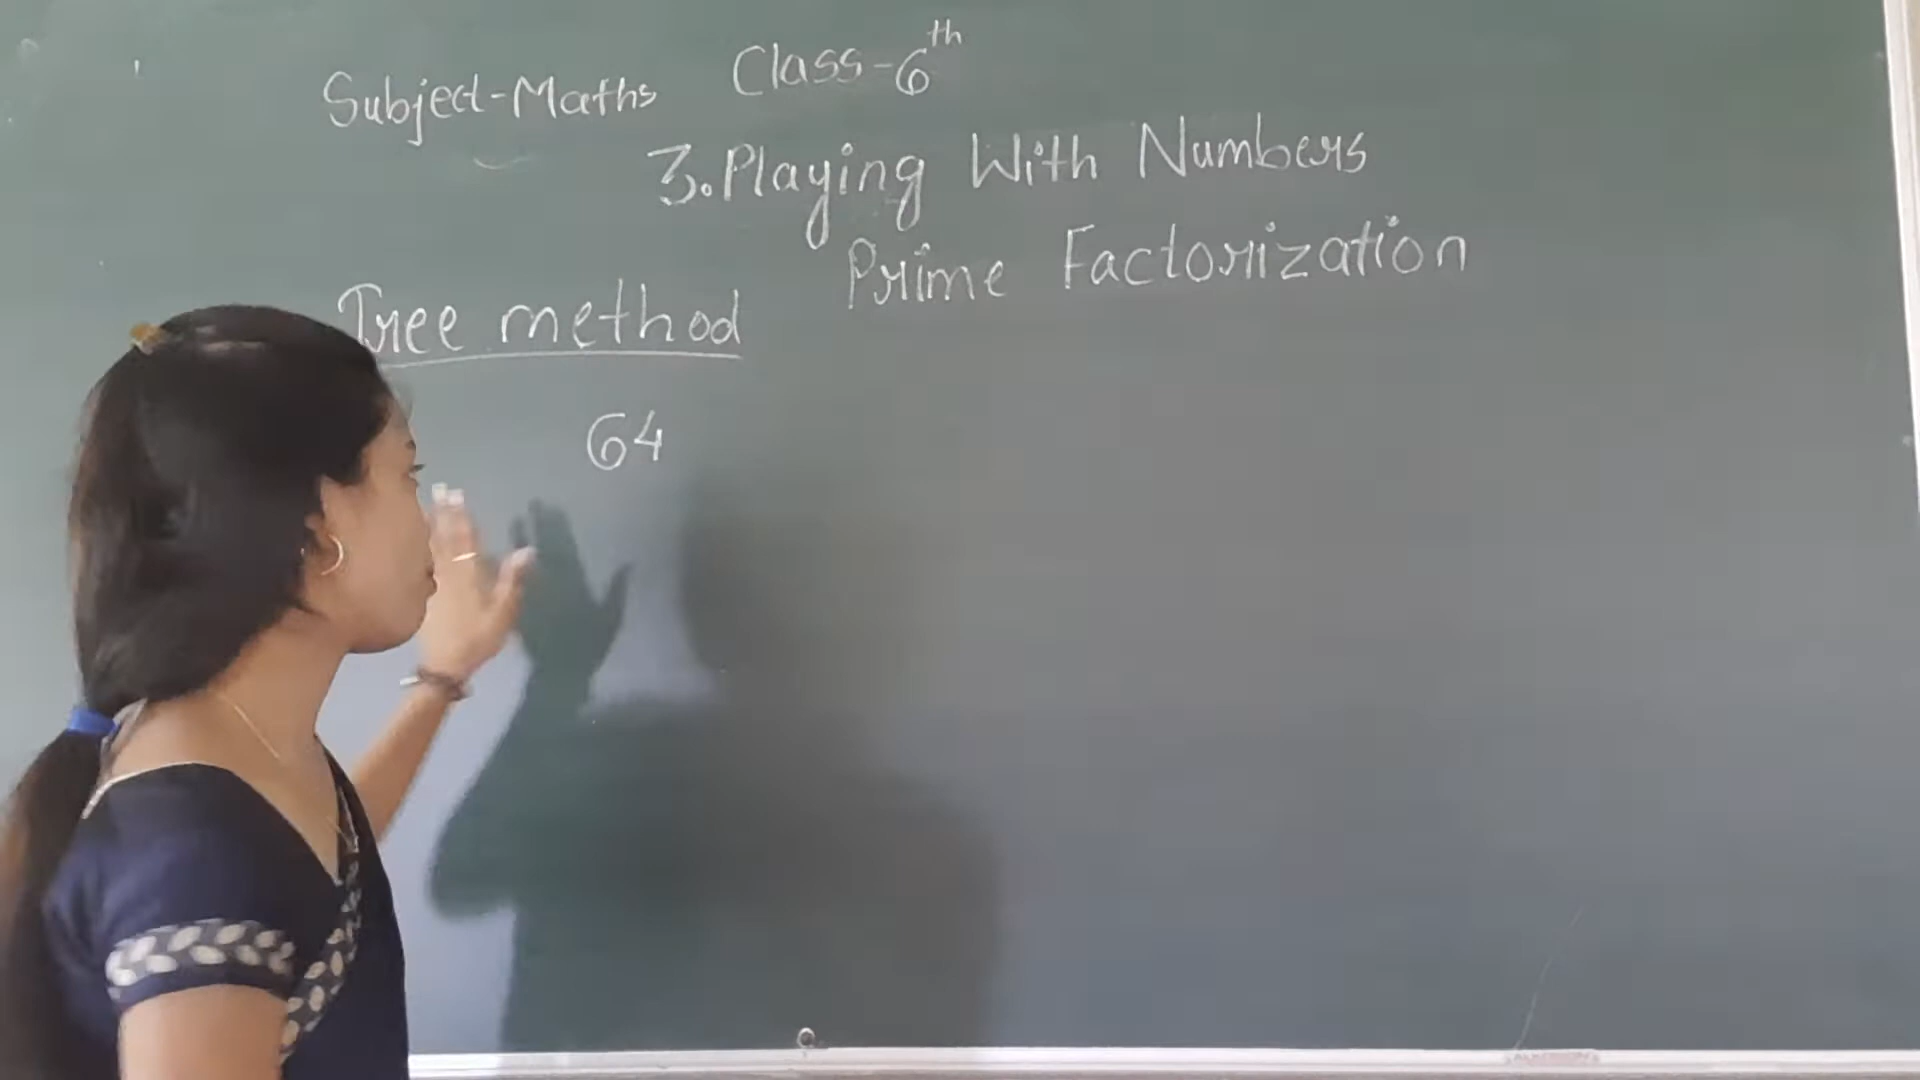 Subject-Maths Class-6th
3.Playing With Numbers
Prime Factorization
Tree method
64